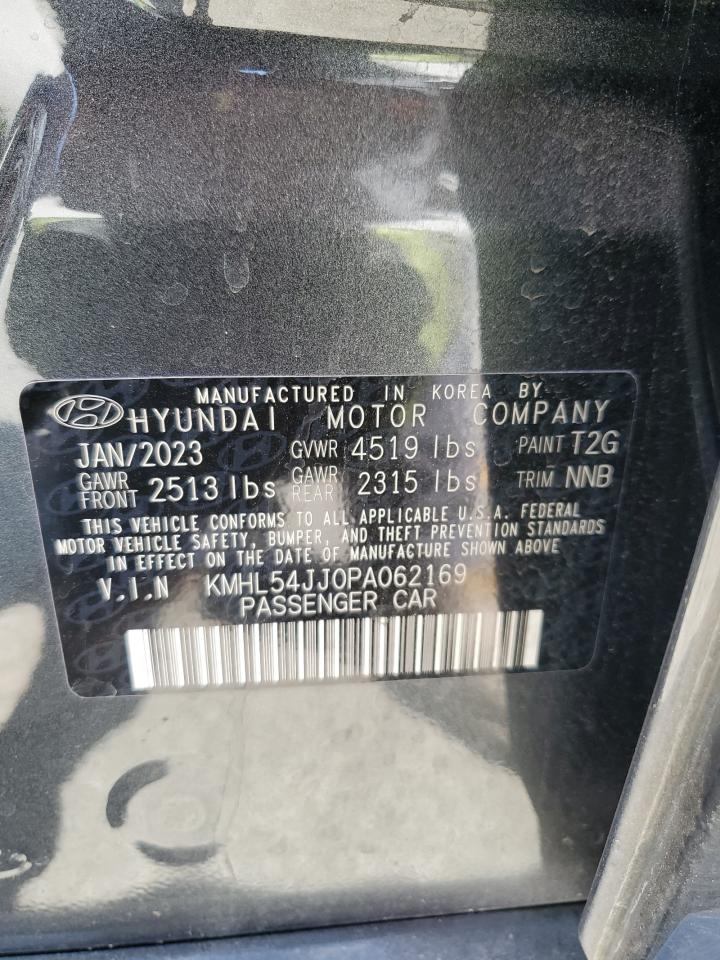 MANUFACTURED IN KOREA BY
HYUNDAI MOTOR COMPANY
JAN/2023 GVWR 4519 lbs PAINT T2G
GAWR FRONT 2513 lbs GAWR REAR 2315 lbs TRIM NNB
THIS VEHICLE CONFORMS TO ALL APPLICABLE U.S.A. FEDERAL
MOTOR VEHICLE SAFETY, BUMPER, AND THEFT PREVENTION STANDARDS
IN EFFECT ON THE DATE OF MANUFACTURE SHOWN ABOVE
V.I.N KMHL54JJ0PA062169
PASSENGER CAR